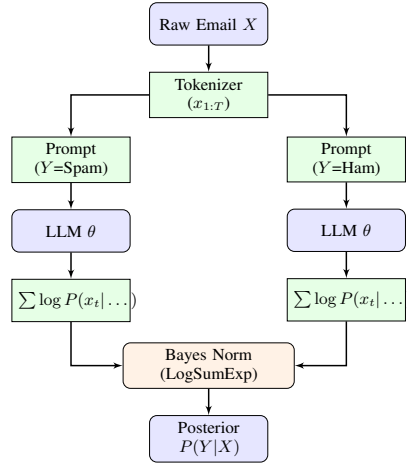 Raw Email X
Tokenizer
(x₁:T)
Prompt
(Y=Spam)
Prompt
(Y=Ham)
LLM θ
LLM θ
∑ log P(xₜ| …)
∑ log P(xₜ| …
Bayes Norm
(LogSumExp)
Posterior
P(Y|X)